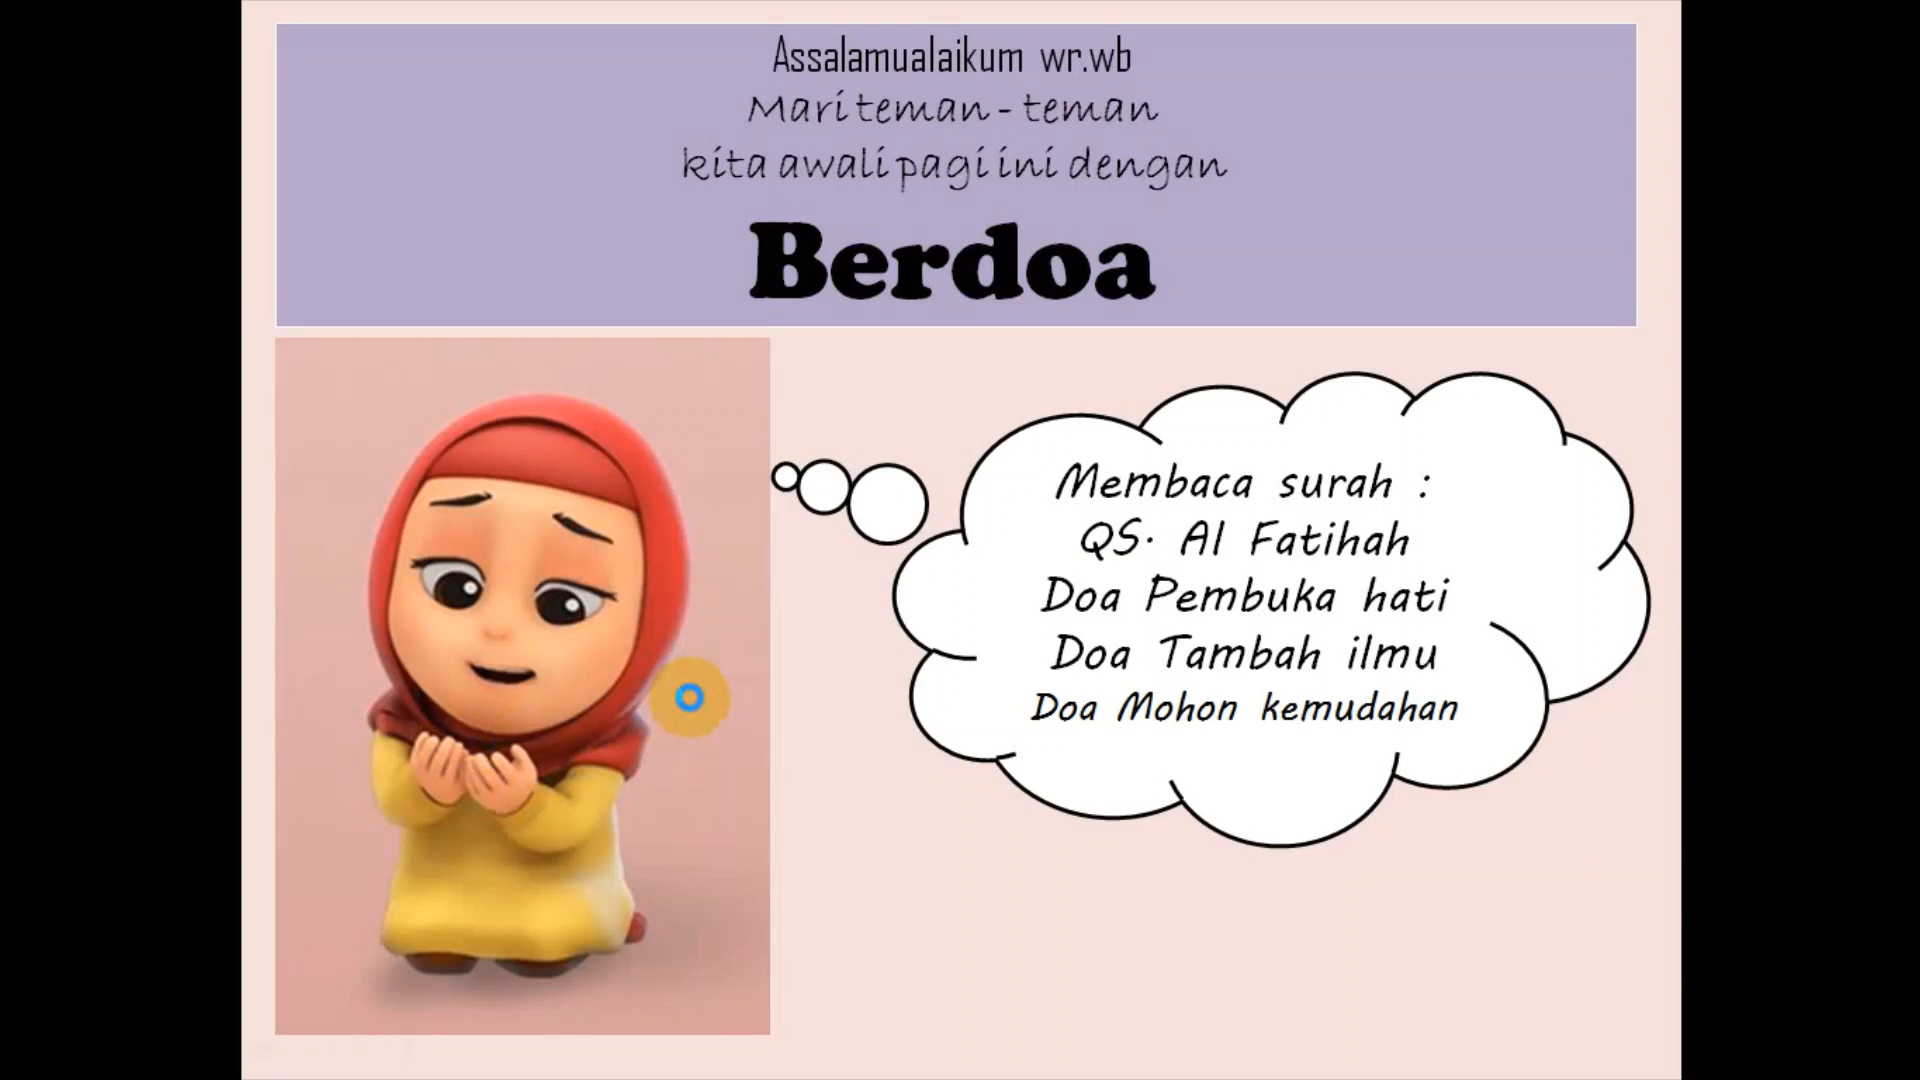 Assalamualaikum wr.wb
Mari teman - teman
kita awali pagi ini dengan
Berdoa
Membaca surah :
QS. Al Fatihah
Doa Pembuka hati
Doa Tambah ilmu
Doa Mohon kemudahan